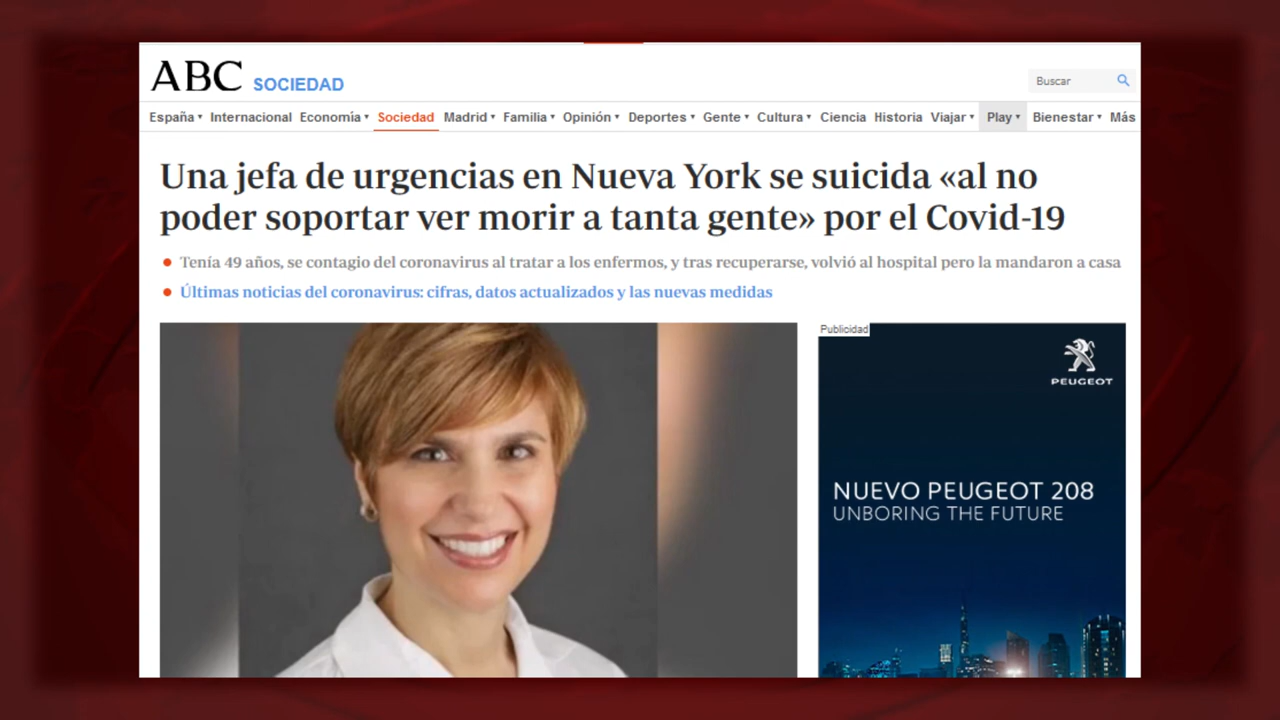 ABC SOCIEDAD
Buscar
España Internacional Economía Sociedad Madrid Familia Opinión Deportes Gente Cultura Ciencia Historia Viajar Play Bienestar Más
Una jefa de urgencias en Nueva York se suicida «al no
poder soportar ver morir a tanta gente» por el Covid-19
Tenía 49 años, se contagio del coronavirus al tratar a los enfermos, y tras recuperarse, volvió al hospital pero la mandaron a casa
Últimas noticias del coronavirus: cifras, datos actualizados y las nuevas medidas
Publicidad
PEUGEOT
NUEVO PEUGEOT 208
UNBORING THE FUTURE